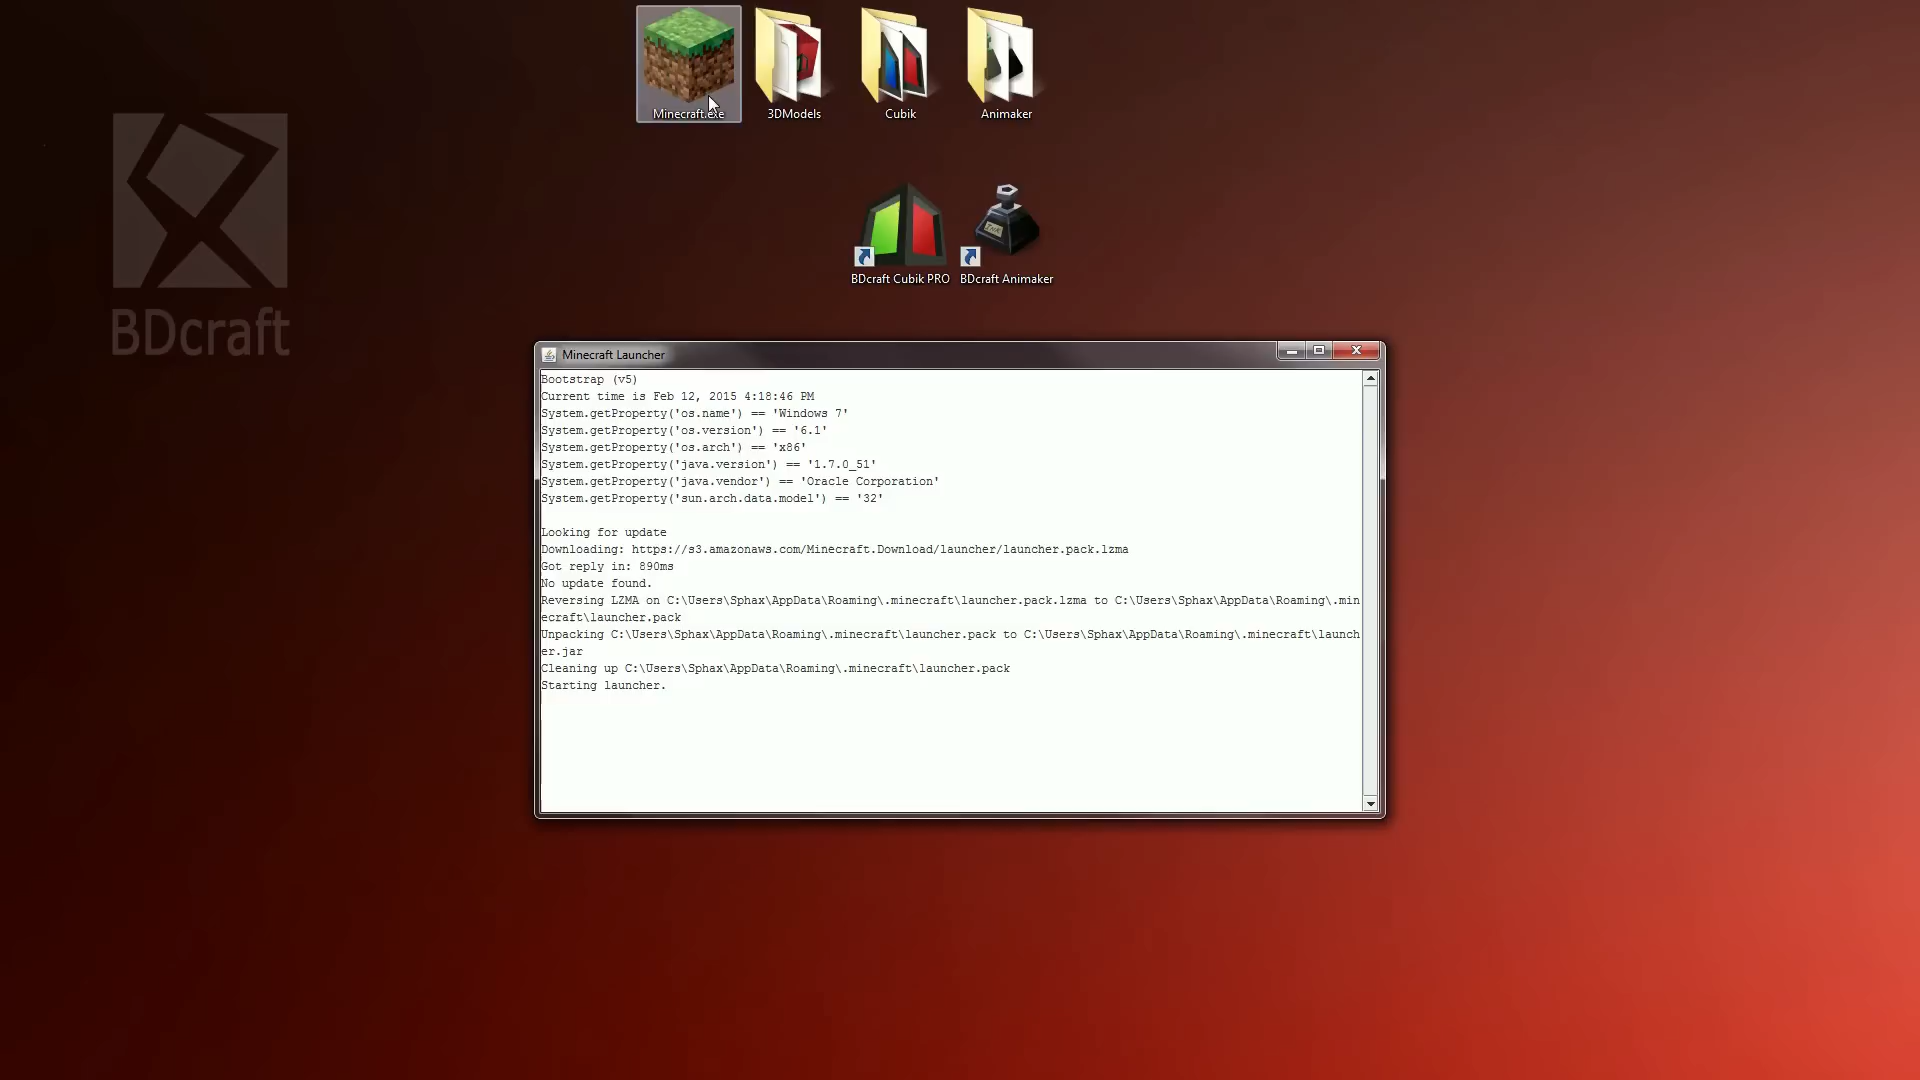 Minecraft.exe
3DModels
Cubik
Animaker
BDcraft
Ink
BDcraft Cubik PRO
BDcraft Animaker
Minecraft Launcher
Bootstrap (v5)
Current time is Feb 12, 2015 4:18:46 PM
System.getProperty('os.name') == 'Windows 7'
System.getProperty('os.version') == '6.1'
System.getProperty('os.arch') == 'x86'
System.getProperty('java.version') == '1.7.0_51'
System.getProperty('java.vendor') == 'Oracle Corporation'
System.getProperty('sun.arch.data.model') == '32'
Looking for update
Downloading: https://s3.amazonaws.com/Minecraft.Download/launcher/launcher.pack.lzma
Got reply in: 890ms
No update found.
Reversing LZMA on C:\Users\Sphax\AppData\Roaming\.minecraft\launcher.pack.lzma to C:\Users\Sphax\AppData\Roaming\.min
ecraft\launcher.pack
Unpacking C:\Users\Sphax\AppData\Roaming\.minecraft\launcher.pack to C:\Users\Sphax\AppData\Roaming\.minecraft\launch
er.jar
Cleaning up C:\Users\Sphax\AppData\Roaming\.minecraft\launcher.pack
Starting launcher.